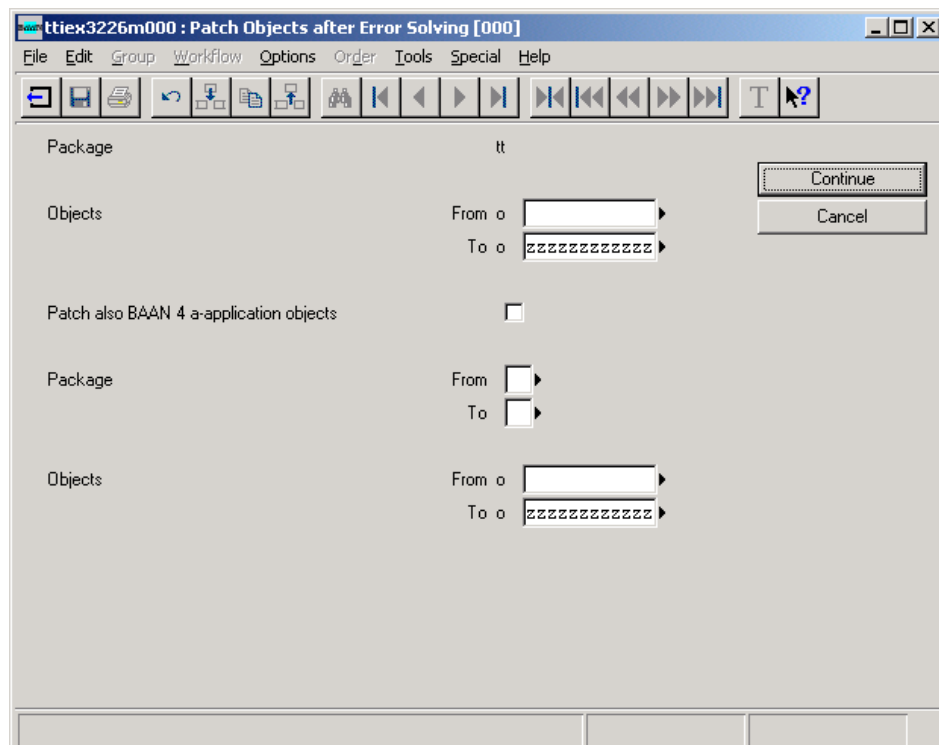 ttiex3226m000 : Patch Objects after Error Solving [000]
File Edit Group Workflow Options Order Tools Special Help
T ?
Package tt
Continue
Objects From o
Cancel
To o zzzzzzzzzzzz
Patch also BAAN 4 a-application objects
Package From
To
Objects From o
To o zzzzzzzzzzzz